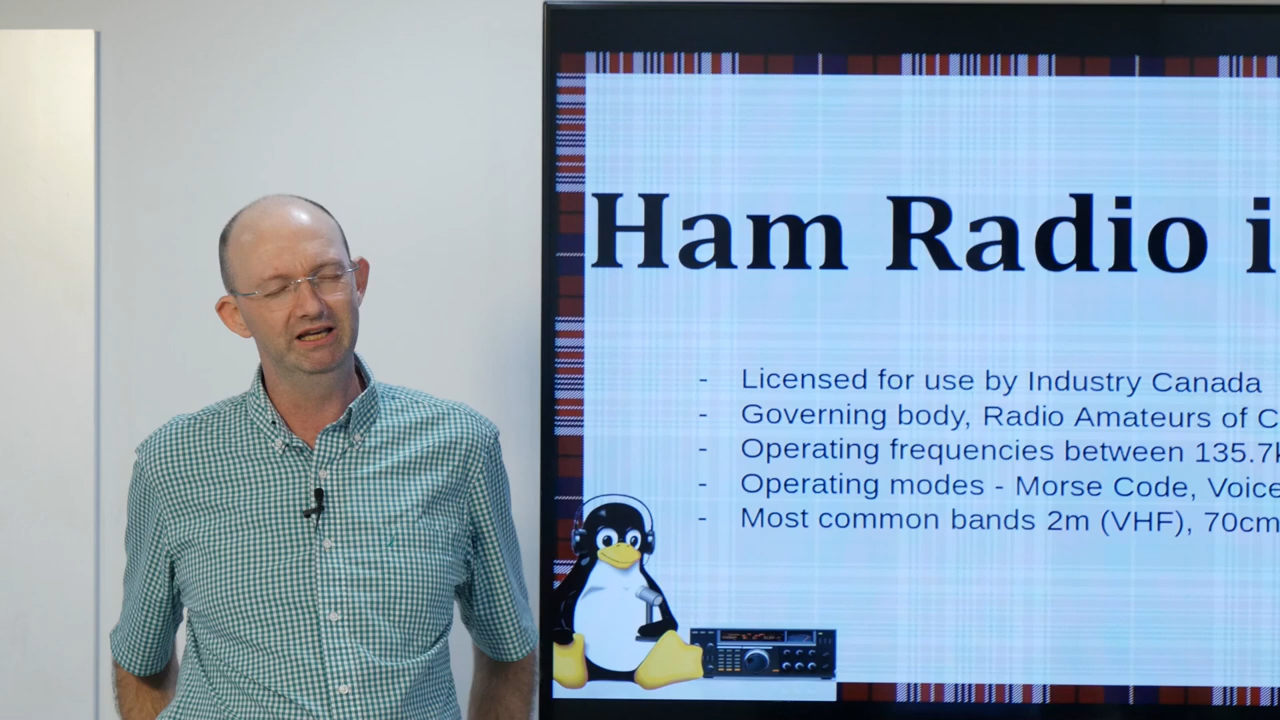 Ham Radio i
- Licensed for use by Industry Canada
- Governing body, Radio Amateurs of C
- Operating frequencies between 135.7k
- Operating modes - Morse Code, Voice
- Most common bands 2m (VHF), 70cm